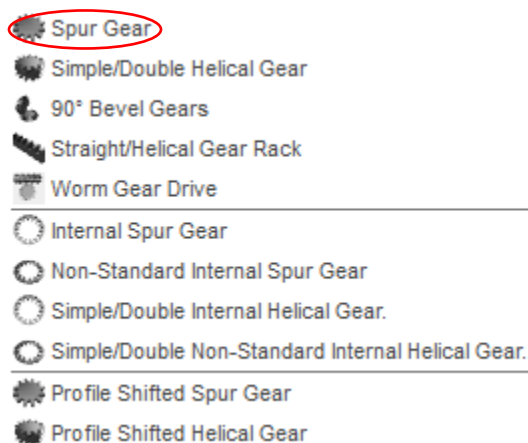 Spur Gear
Simple/Double Helical Gear
90° Bevel Gears
Straight/Helical Gear Rack
Worm Gear Drive
Internal Spur Gear
Non-Standard Internal Spur Gear
Simple/Double Internal Helical Gear.
Simple/Double Non-Standard Internal Helical Gear.
Profile Shifted Spur Gear
Profile Shifted Helical Gear